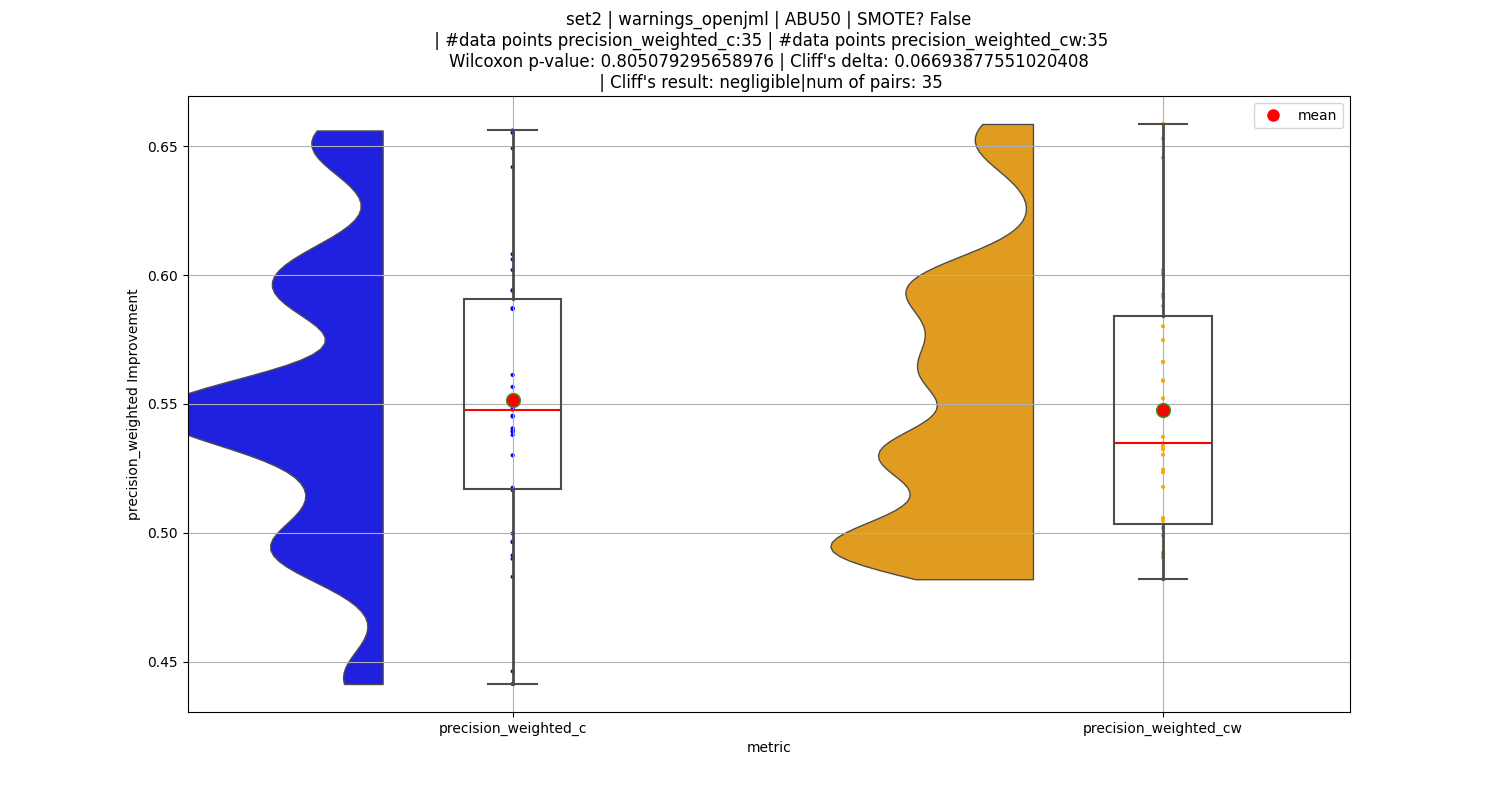 set2 | warnings_openjml | ABU50 | SMOTE? False
| #data points precision_weighted_c:35 | #data points precision_weighted_cw:35
Wilcoxon p-value: 0.805079295658976 | Cliff's delta: 0.06693877551020408
| Cliff's result: negligible|num of pairs: 35
mean
0.65
0.60
0.55
0.50
0.45
precision_weighted Improvement
precision_weighted_c
precision_weighted_cw
metric